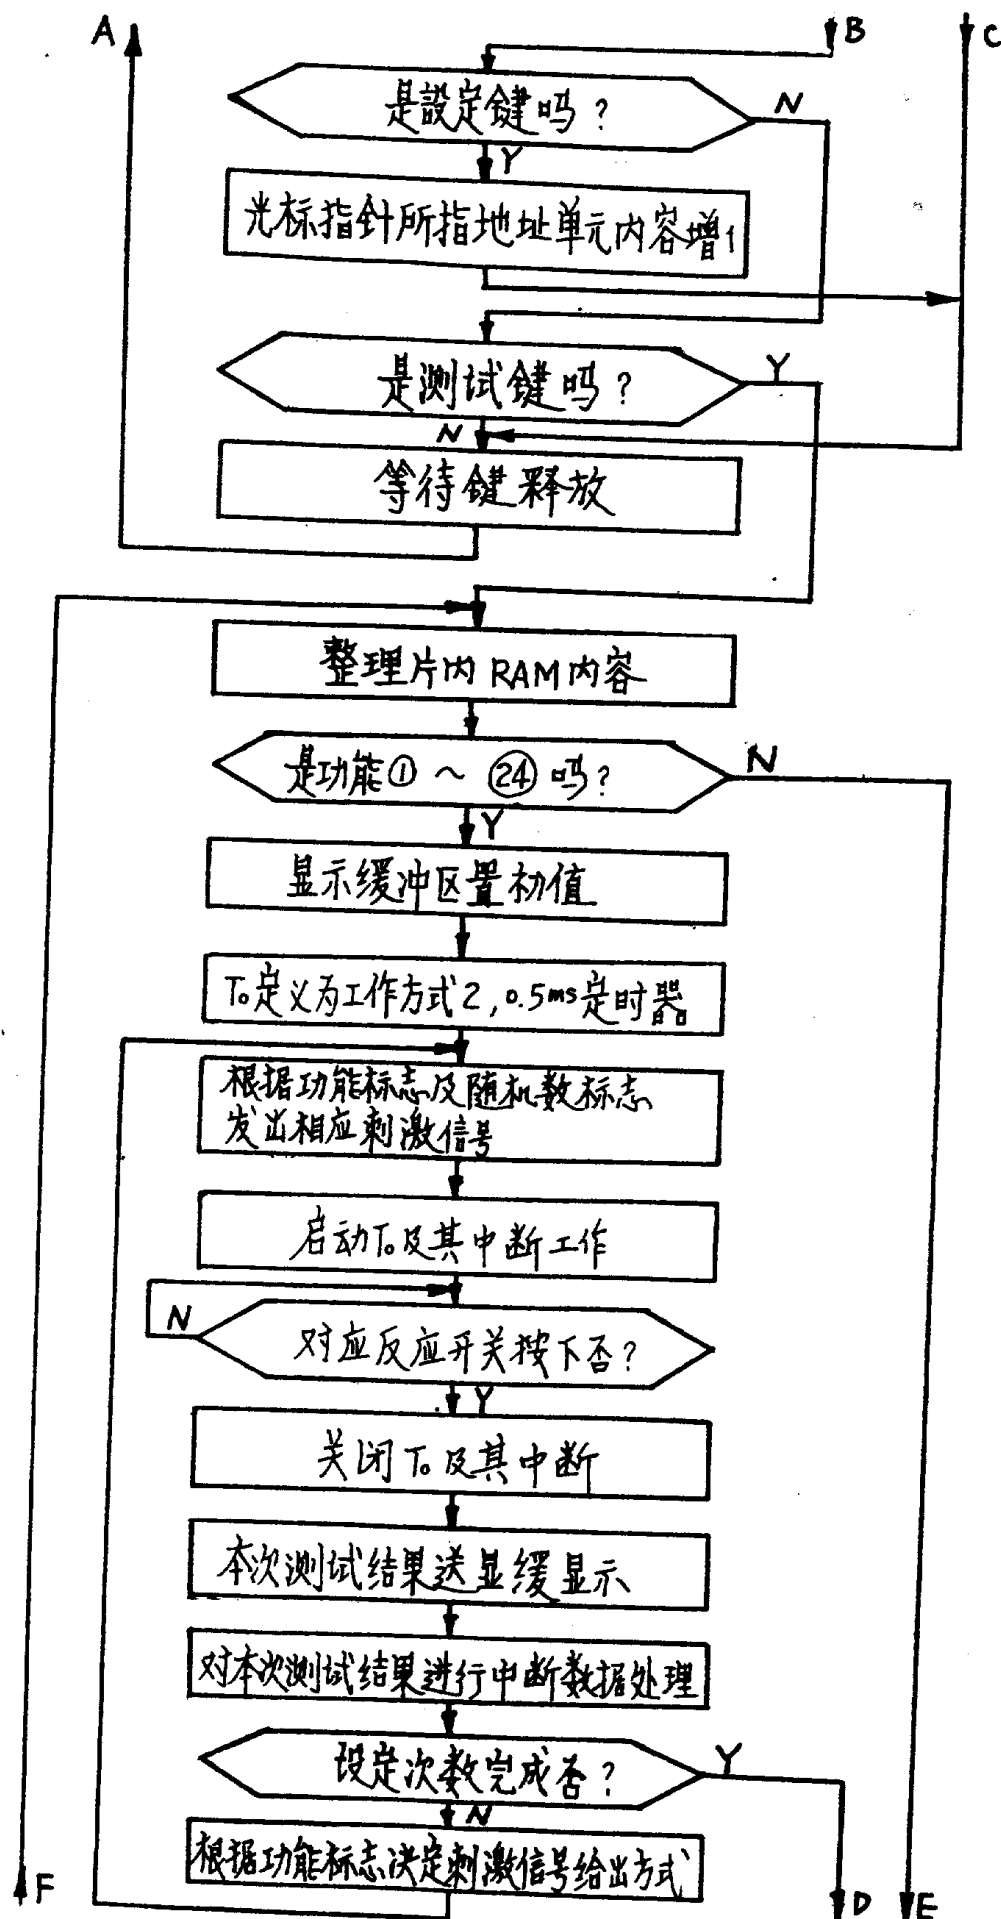 A
B
C
是設定键吗?
N
Y
光标指針所指地址单元内容增1
是测试键吗?
Y
N
等待键释放
整理片内RAM内容
是功能① ~ ㉔吗?
N
Y
显示缓冲区置初值
T₀定义为工作方式2,0.5ms定时器
根据功能标志及随机数标志
发出相应刺激信号
启动T₀及其中断工作
N
对应反应开关按下否?
Y
关闭T₀及其中断
本次测试结果送显缓显示
对本次测试结果进行中断数据处理
设定次数完成否?
Y
N
根据功能标志决定刺激信号给出方式
F
D
E